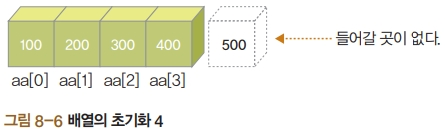 100 200 300 400 500 들어갈 곳이 없다.
aa[0] aa[1] aa[2] aa[3]
그림 8-6 배열의 초기화 4